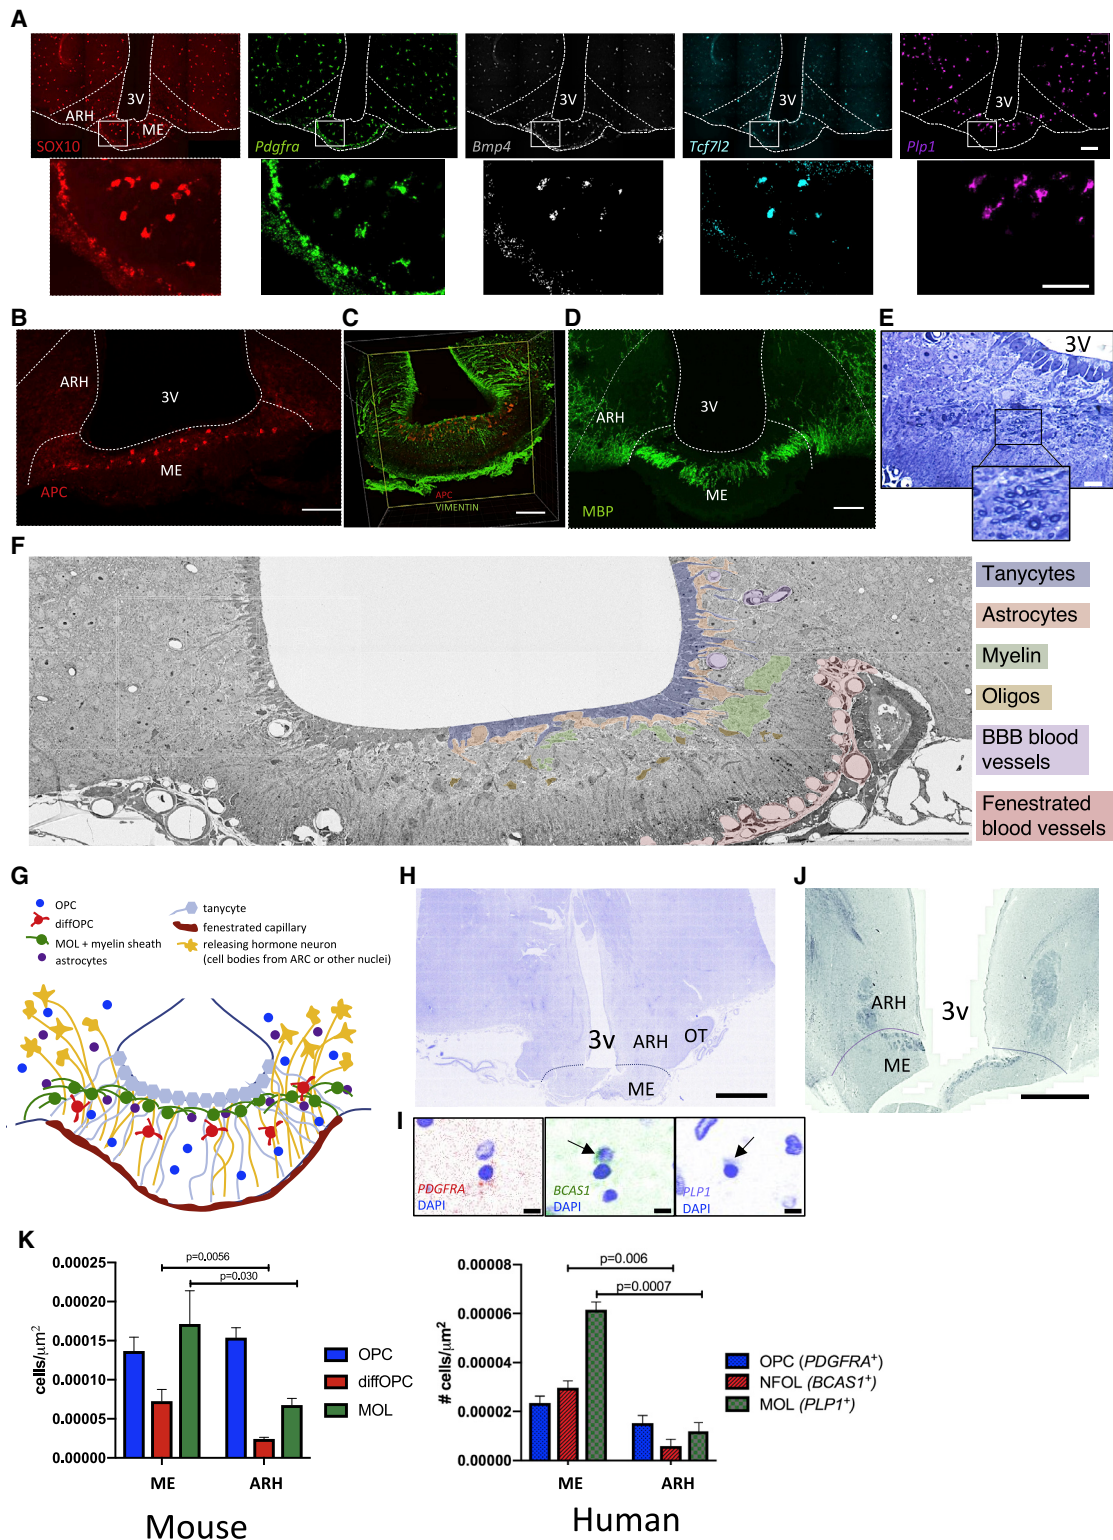 A
3V
ARH
ME
SOX10
3V
Pdgfra
3V
Bmp4
3V
Tcf7l2
3V
Plp1
B
ARH
3V
ME
APC
C
APC
VIMENTIN
D
3V
ARH
ME
MBP
E
3V
F
Tanycytes
Astrocytes
Myelin
Oligos
BBB blood
vessels
Fenestrated
blood vessels
G
OPC
diffOPC
MOL + myelin sheath
astrocytes
tanycyte
fenestrated capillary
releasing hormone neuron
(cell bodies from ARC or other nuclei)
H
3v
ARH
OT
ME
I
PDGFRA
DAPI
BCAS1
DAPI
PLP1
DAPI
J
ARH
3v
ME
K
cells/µm²
0.00025
0.00020
0.00015
0.00010
0.00005
0.00000
p=0.0056
p=0.030
ME
ARH
OPC
diffOPC
MOL
Mouse
# cells/µm²
0.00008
0.00006
0.00004
0.00002
0.00000
p=0.006
p=0.0007
ME
ARH
OPC (PDGFRA⁺)
NFOL (BCAS1⁺)
MOL (PLP1⁺)
Human